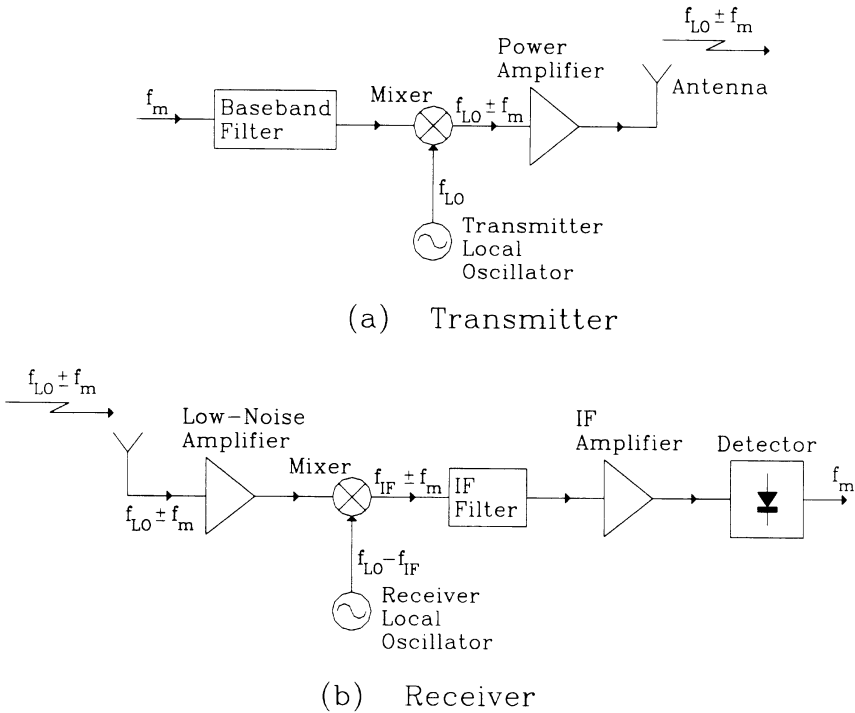 f_LO ± f_m
Power
Amplifier
Antenna
f_m
Baseband
Filter
Mixer
f_LO ± f_m
f_LO
Transmitter
Local
Oscillator
(a) Transmitter
f_LO ± f_m
Low-Noise
Amplifier
Mixer
f_LO ± f_m
f_IF ± f_m
IF
Filter
IF
Amplifier
Detector
f_m
f_LO - f_IF
Receiver
Local
Oscillator
(b) Receiver